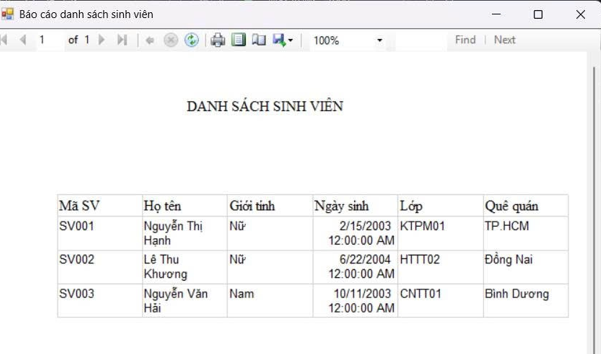 Báo cáo danh sách sinh viên
1 of 1 100% Find Next
DANH SÁCH SINH VIÊN
Mã SV Họ tên Giới tính Ngày sinh Lớp Quê quán
SV001 Nguyễn Thị Nữ 2/15/2003 KTPM01 TP.HCM
Hạnh 12:00:00 AM
SV002 Lê Thu Nữ 6/22/2004 HTTT02 Đồng Nai
Khương 12:00:00 AM
SV003 Nguyễn Văn Nam 10/11/2003 CNTT01 Bình Dương
Hải 12:00:00 AM